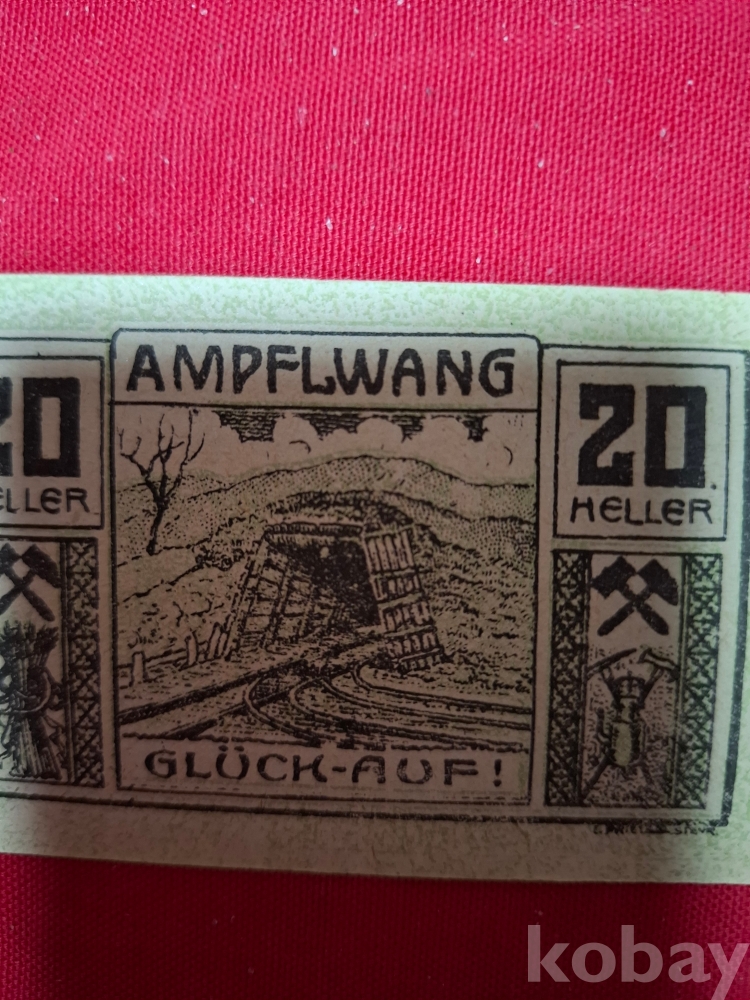 AMPFLWANG
20
HELLER
20.
HELLER
GLÜCK-AUF!
kobay